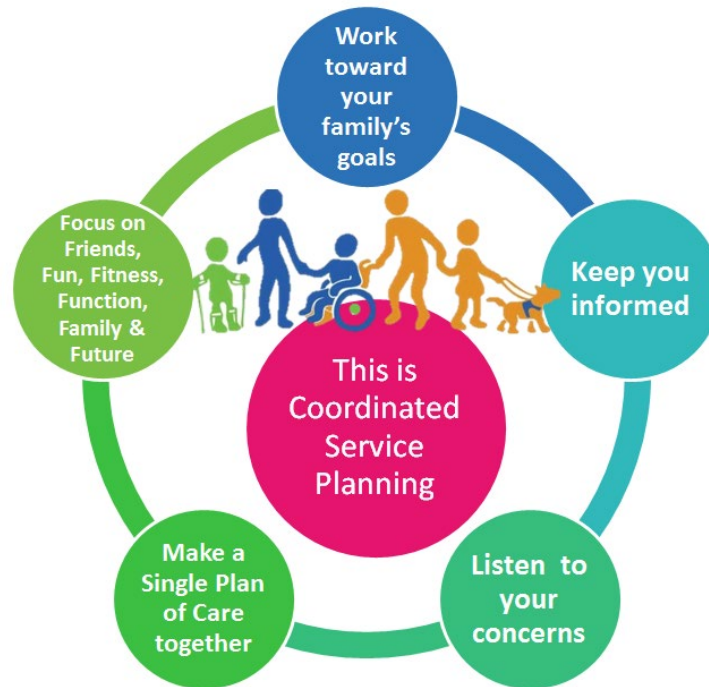 Work
toward
your
family's
goals
Keep you
informed
Listen to
your
concerns
Make a
Single Plan
of Care
together
Focus on
Friends,
Fun, Fitness,
Function,
Family &
Future
This is
Coordinated
Service
Planning